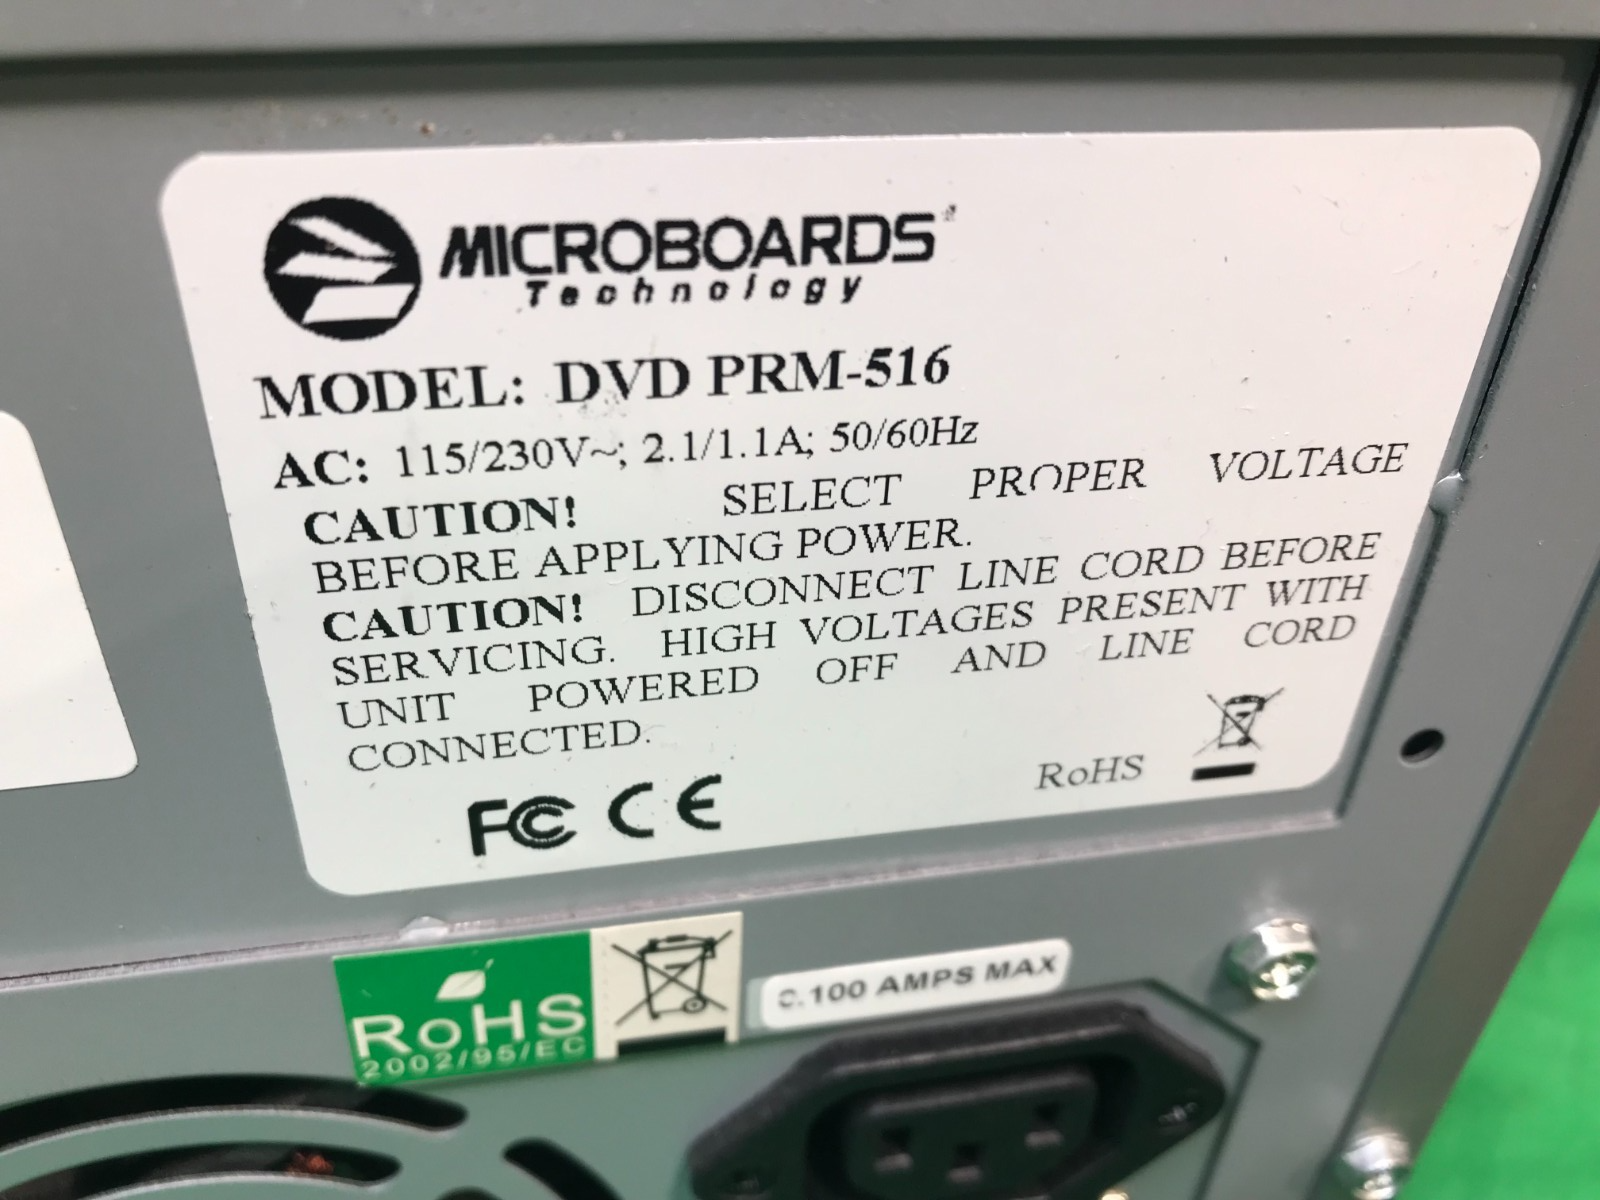 MICROBOARDS
Technology
MODEL: DVD PRM-516
AC: 115/230V~; 2.1/1.1A; 50/60Hz
CAUTION! SELECT PROPER VOLTAGE
BEFORE APPLYING POWER.
CAUTION! DISCONNECT LINE CORD BEFORE
SERVICING. HIGH VOLTAGES PRESENT WITH
UNIT POWERED OFF AND LINE CORD
CONNECTED.
FC CE
RoHS
RoHS
2002/95/EC
0.100 AMPS MAX